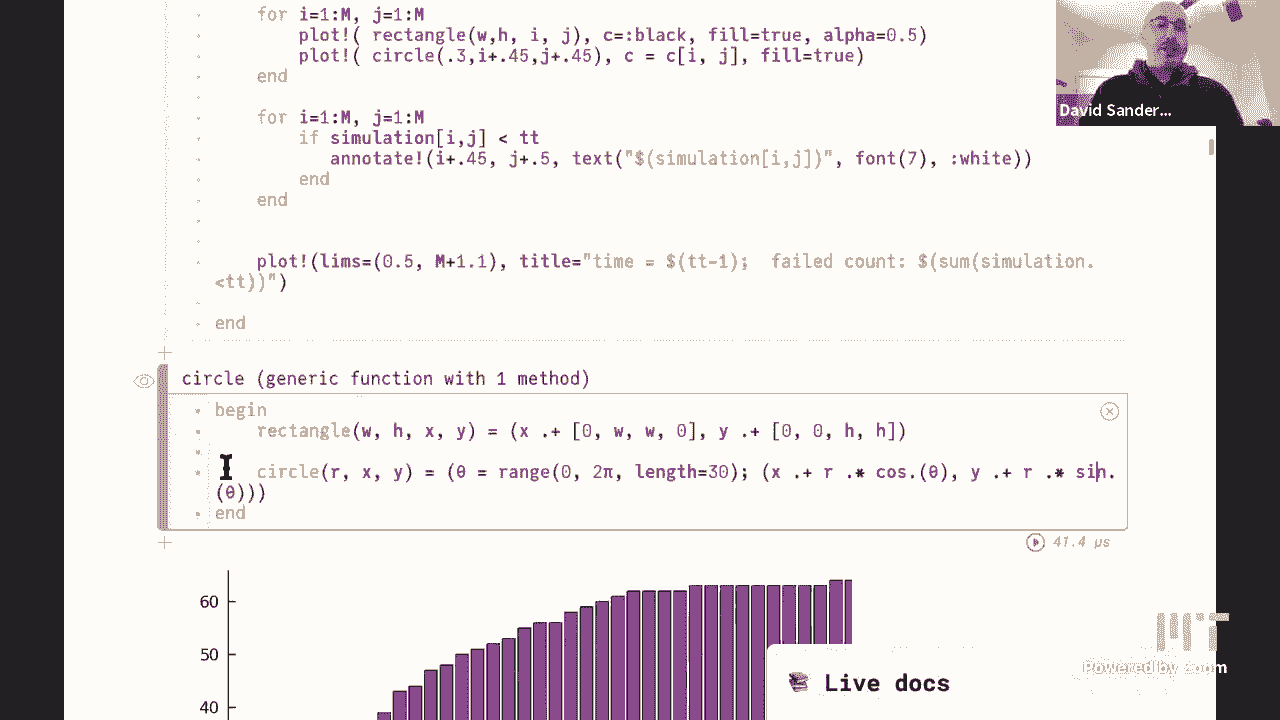 for i=1:M, j=1:M
plot!( rectangle(w,h, i, j), c=:black, fill=true, alpha=0.5)
plot!( circle(.3,i+.45,j+.45), c = c[i, j], fill=true)
end
for i=1:M, j=1:M
if simulation[i,j] < tt
annotate!(i+.45, j+.5, text("$(simulation[i,j])", font(7), :white))
end
end
plot!(lims=(0.5, M+1.1), title="time = $(tt-1);  failed count: $(sum(simulation.
<tt))")
end
circle (generic function with 1 method)
begin
rectangle(w, h, x, y) = (x .+ [0, w, w, 0], y .+ [0, 0, h, h])
circle(r, x, y) = (θ = range(0, 2π, length=30); (x .+ r .* cos.(θ), y .+ r .* sin.
(θ)))
end
41.4 μs
60
50
40
Live docs
David Sander...
MIT
Powered by Zoom